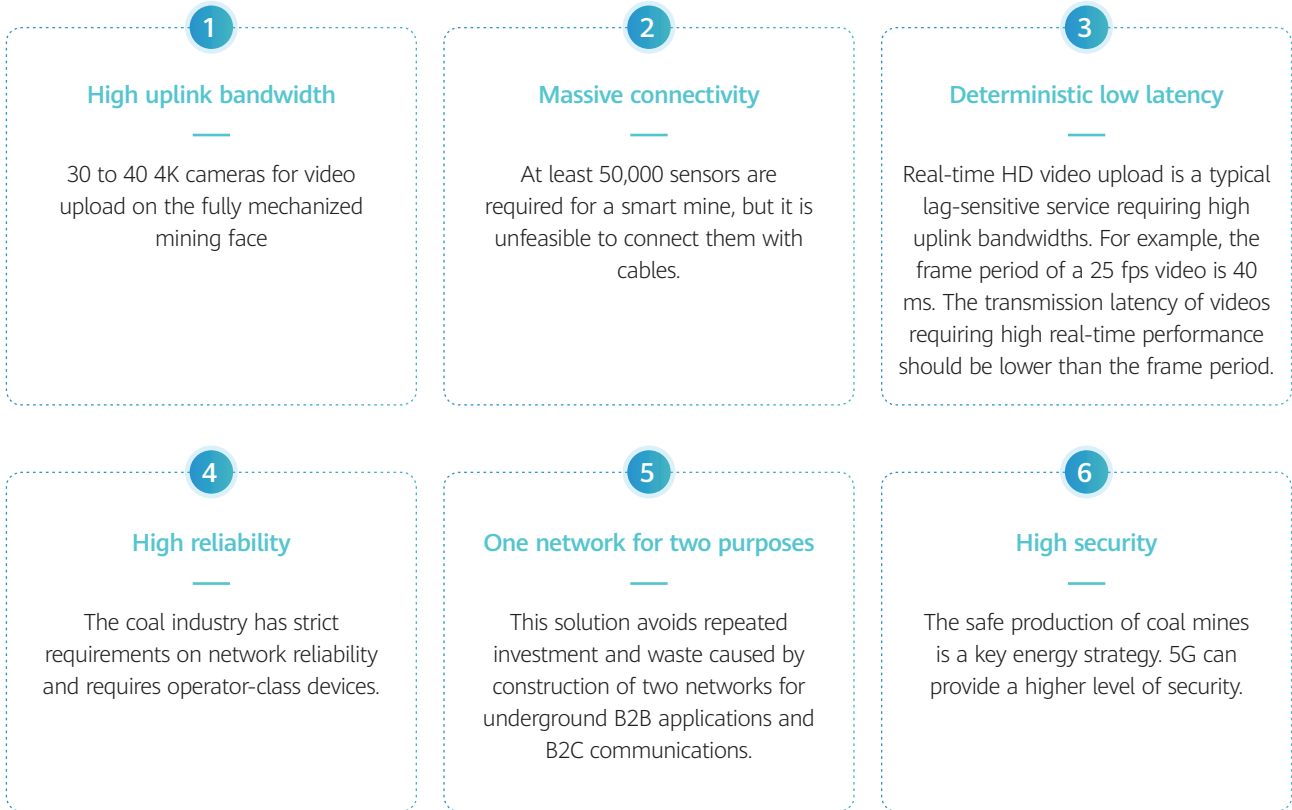 1
High uplink bandwidth
30 to 40 4K cameras for video
upload on the fully mechanized
mining face
2
Massive connectivity
At least 50,000 sensors are
required for a smart mine, but it is
unfeasible to connect them with
cables.
3
Deterministic low latency
Real-time HD video upload is a typical
lag-sensitive service requiring high
uplink bandwidths. For example, the
frame period of a 25 fps video is 40
ms. The transmission latency of videos
requiring high real-time performance
should be lower than the frame period.
4
High reliability
The coal industry has strict
requirements on network reliability
and requires operator-class devices.
5
One network for two purposes
This solution avoids repeated
investment and waste caused by
construction of two networks for
underground B2B applications and
B2C communications.
6
High security
The safe production of coal mines
is a key energy strategy. 5G can
provide a higher level of security.